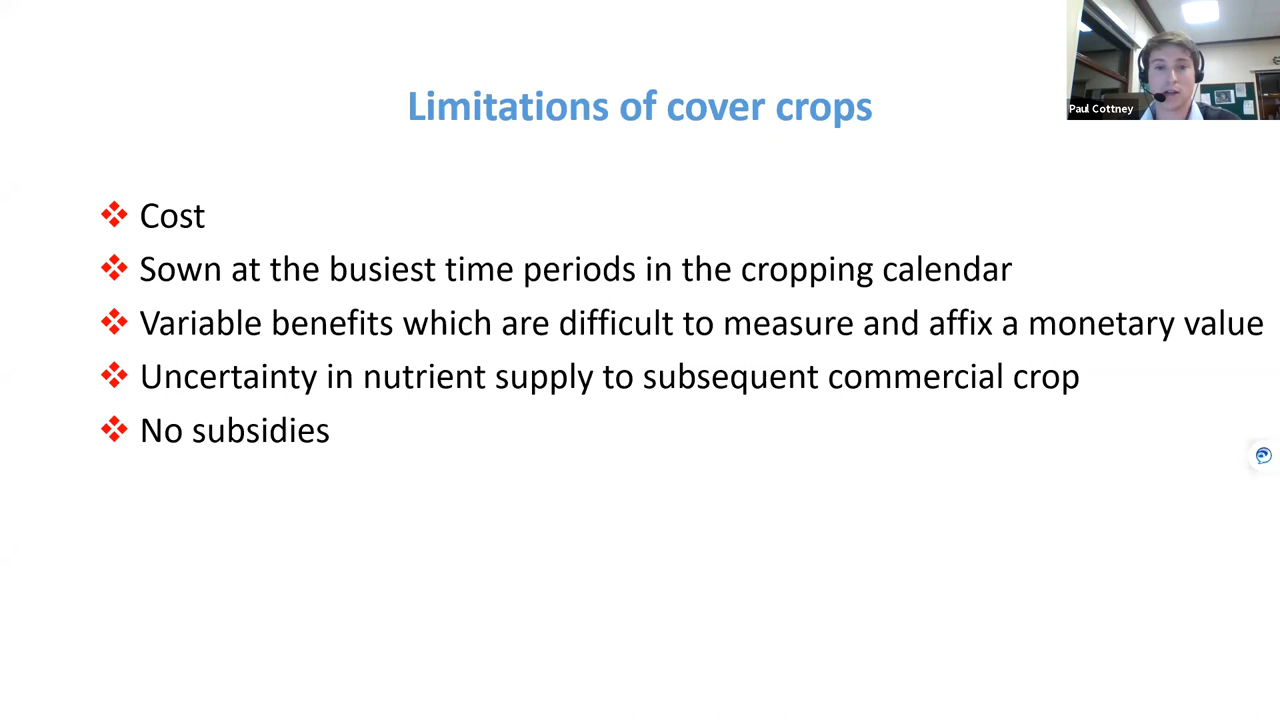 Limitations of cover crops
Paul Cottney
Cost
Sown at the busiest time periods in the cropping calendar
Variable benefits which are difficult to measure and affix a monetary value
Uncertainty in nutrient supply to subsequent commercial crop
No subsidies